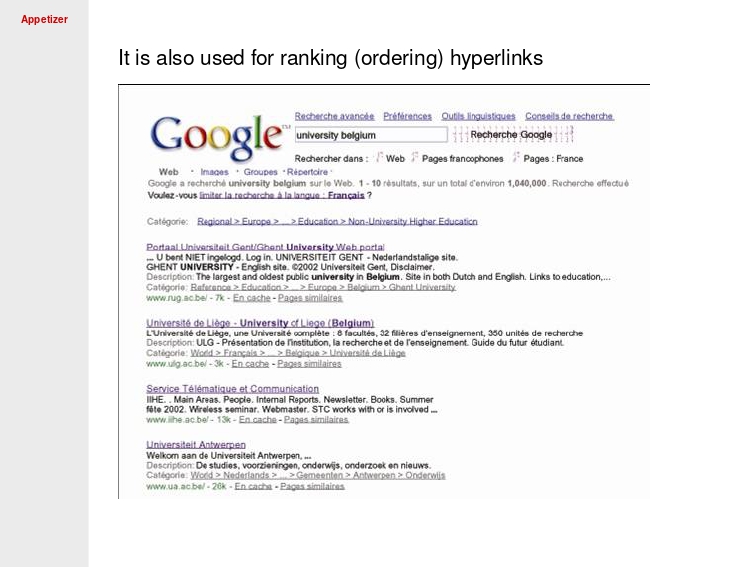 Appetizer
It is also used for ranking (ordering) hyperlinks
Google™
Recherche avancée Préférences Outils linguistiques Conseils de recherche
university belgium Recherche Google
Rechercher dans : Web Pages francophones Pages : France
Web · Images · Groupes · Répertoire ·
Google a recherché university belgium sur le Web. 1 - 10 résultats, sur un total d'environ 1,040,000. Recherche effectué
Voulez-vous limiter la recherche à la langue : Français ?
Catégorie: Regional > Europe > ... > Education > Non-University Higher Education
Portaal Universiteit Gent/Ghent University Web portal
... U bent NIET ingelogd. Log in. UNIVERSITEIT GENT - Nederlandstalige site.
GHENT UNIVERSITY - English site. ©2002 Universiteit Gent, Disclaimer.
Description: The largest and oldest public university in Belgium. Site in both Dutch and English. Links to education,...
Catégorie: Reference > Education > ... > Europe > Belgium > Ghent University
www.rug.ac.be/ - 7k - En cache - Pages similaires
Université de Liège - University of Liege (Belgium)
L'Université de Liège, une Université complète : 8 facultés, 32 filières d'enseignement, 350 unités de recherche
Description: ULG - Présentation de l'institution, la recherche et de l'enseignement. Guide du futur étudiant.
Catégorie: World > Français > ... > Belgique > Université de Liège
www.ulg.ac.be/ - 3k - En cache - Pages similaires
Service Télématique et Communication
IIHE. . Main Areas. People. Internal Reports. Newsletter. Books. Summer
fête 2002. Wireless seminar. Webmaster. STC works with or is involved ...
www.iihe.ac.be/ - 13k - En cache - Pages similaires
Universiteit Antwerpen
Welkom aan de Universiteit Antwerpen, ...
Description: De studies, voorzieningen, onderwijs, onderzoek en nieuws.
Catégorie: World > Nederlands > ... > Gemeenten > Antwerpen > Onderwijs
www.ua.ac.be/ - 26k - En cache - Pages similaires